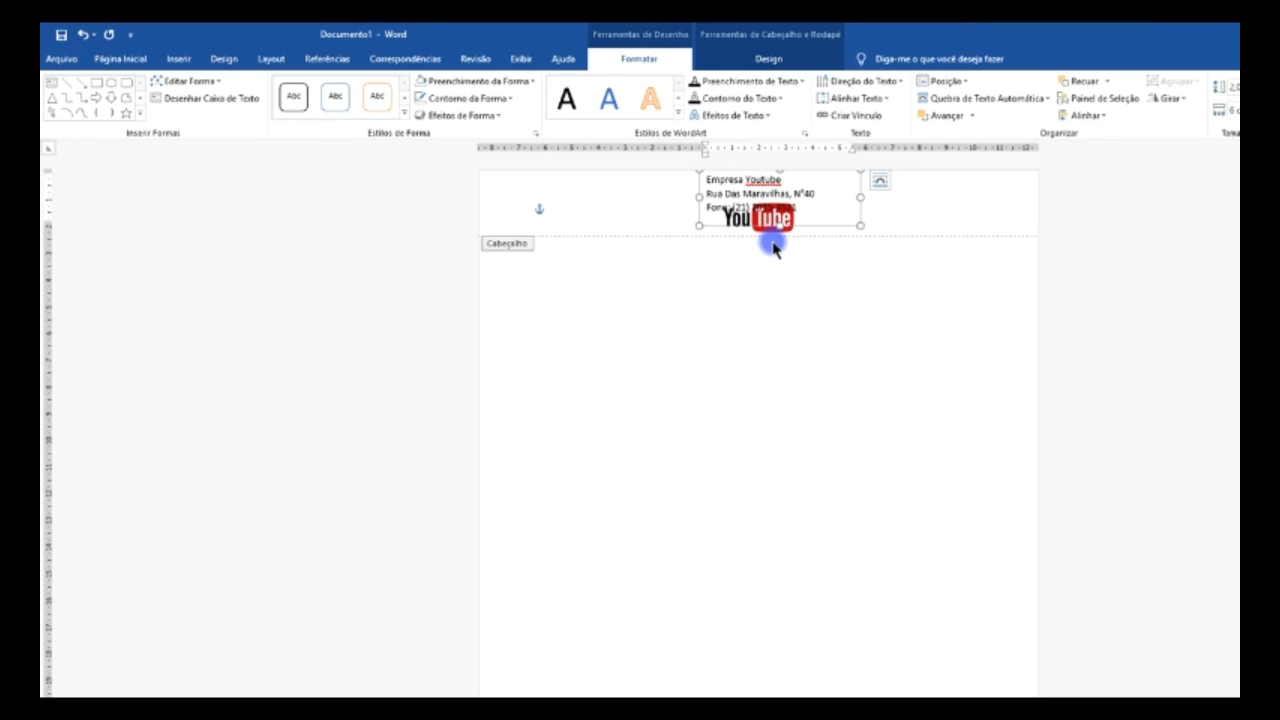 Documento1 - Word
Ferramentas de Desenho
Ferramentas de Cabeçalho e Rodapé
Arquivo Página Inicial Inserir Design Layout Referências Correspondências Revisão Exibir Ajuda Formatar Design Diga-me o que você deseja fazer
Editar Forma
Desenhar Caixa de Texto
Inserir Formas
Abc Abc Abc
Preenchimento da Forma
Contorno da Forma
Efeitos de Forma
Estilos de Forma
A A A
Preenchimento de Texto
Contorno do Texto
Efeitos de Texto
Estilos de WordArt
Direção do Texto
Alinhar Texto
Criar Vínculo
Texto
Posição
Quebra de Texto Automática
Avançar
Recuar
Painel de Seleção
Alinhar
Agrupar
Girar
Organizar
Empresa Youtube
Rua Das Maravilhas, N°40
Fone: (21)
YouTube
Cabeçalho